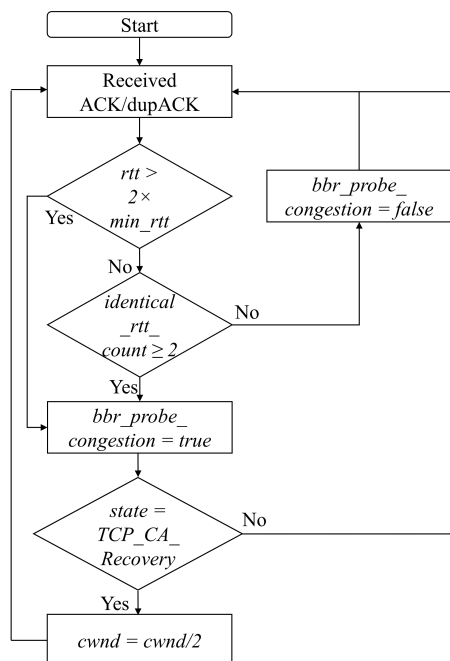 Start
Received
ACK/dupACK
rtt >
2×
min_rtt
Yes
No
bbr_probe_
congestion = false
identical
_rtt_
count ≥ 2
No
Yes
bbr_probe_
congestion = true
state =
TCP_CA_
Recovery
No
Yes
cwnd = cwnd/2